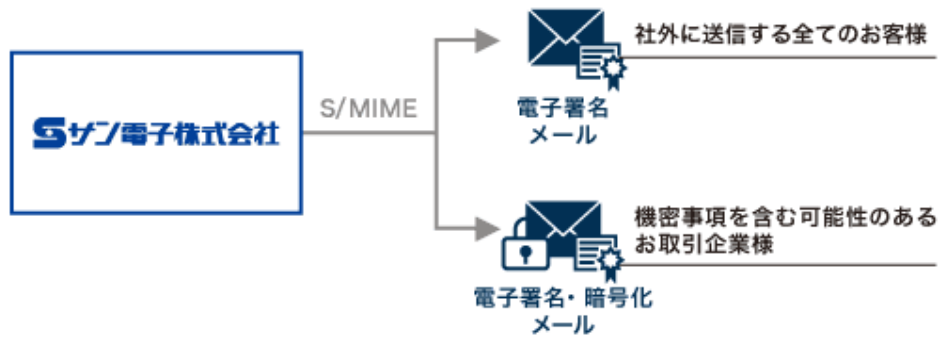 社外に送信する全てのお客様
サン電子株式会社
S/MIME
電子署名
メール
機密事項を含む可能性のある
お取引企業様
電子署名・暗号化
メール